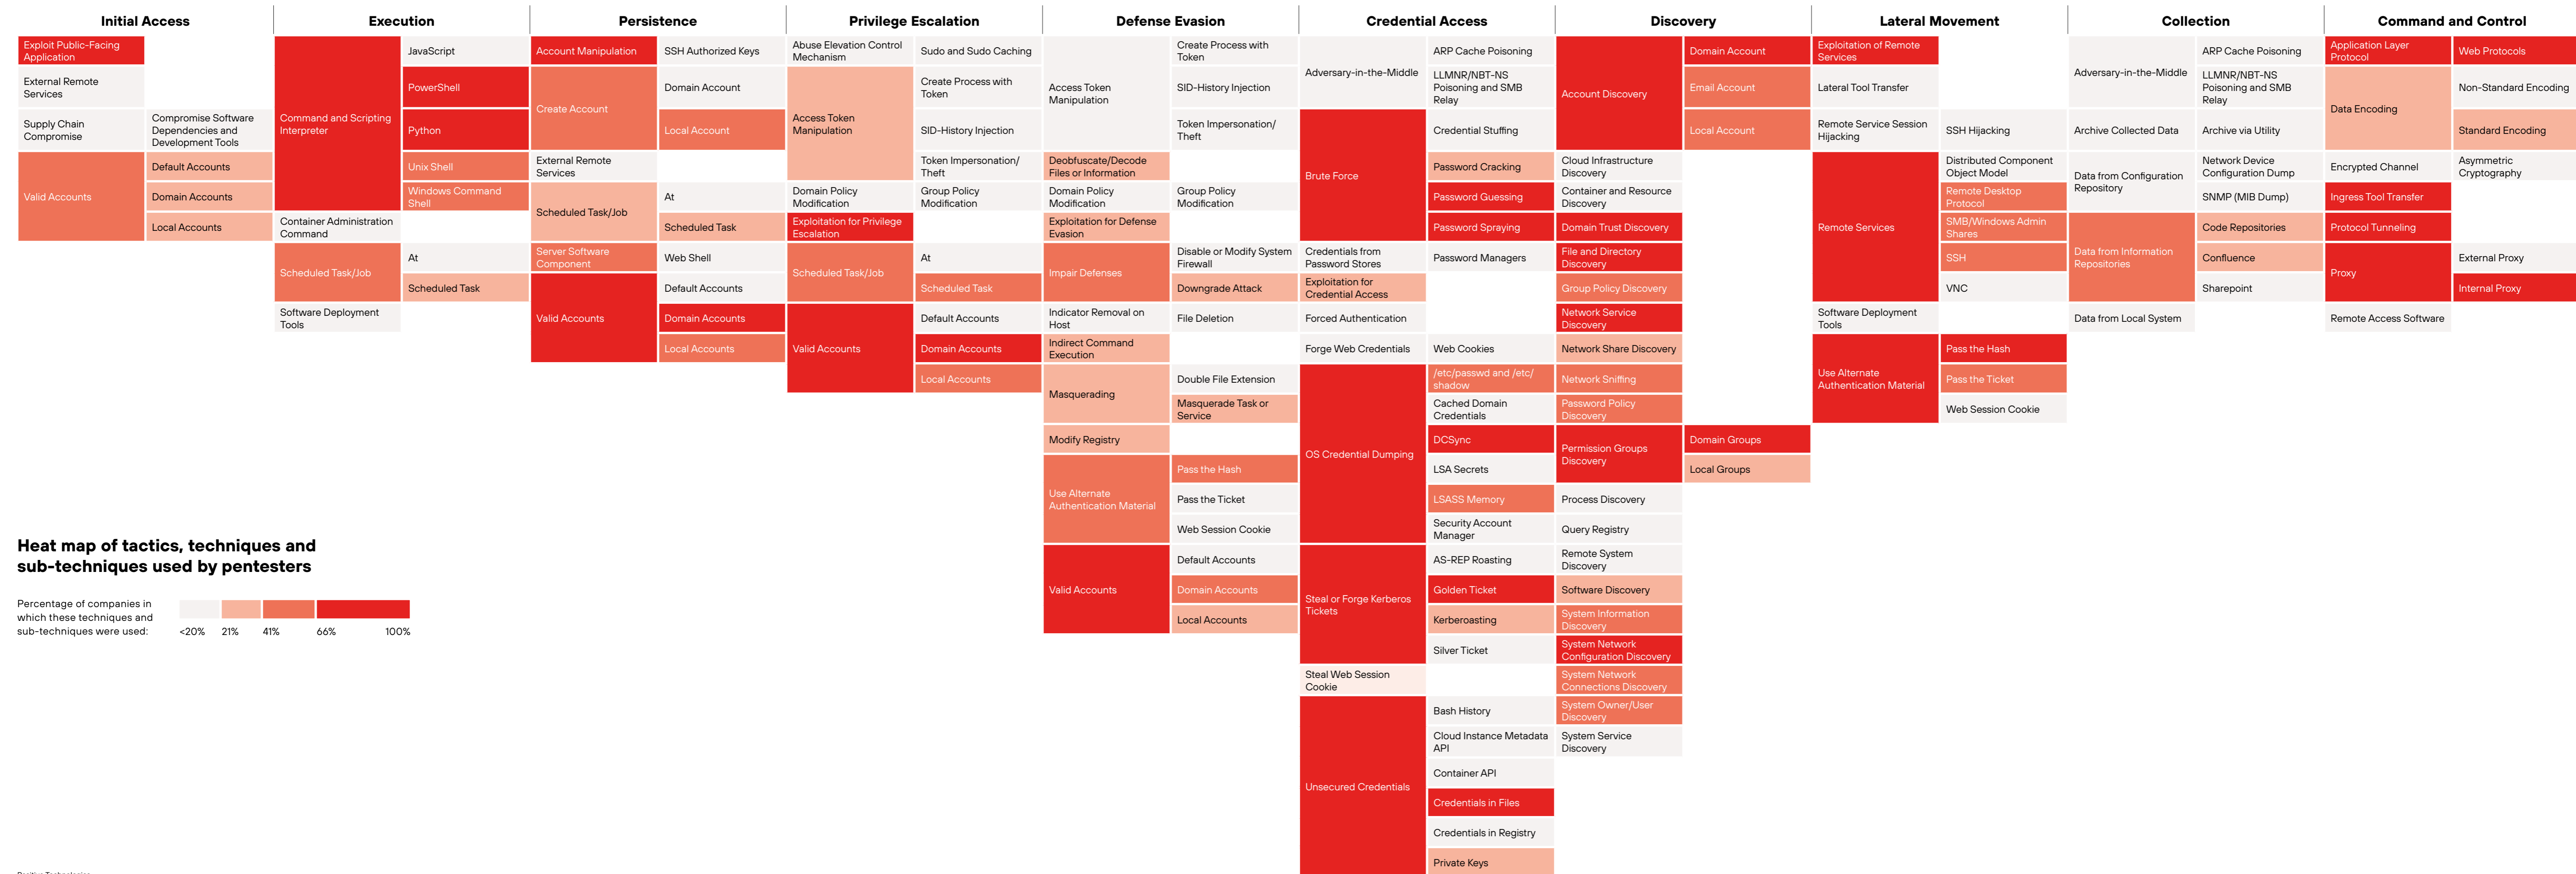 Initial Access
Execution
Persistence
Privilege Escalation
Defense Evasion
Credential Access
Discovery
Lateral Movement
Collection
Command and Control
Exploit Public-Facing
Application
External Remote
Services
Supply Chain
Compromise
Compromise Software
Dependencies and
Development Tools
Valid Accounts
Default Accounts
Domain Accounts
Local Accounts
Command and Scripting
Interpreter
JavaScript
PowerShell
Python
Unix Shell
Windows Command
Shell
Container Administration
Command
Scheduled Task/Job
At
Scheduled Task
Software Deployment
Tools
Account Manipulation
SSH Authorized Keys
Create Account
Domain Account
Local Account
External Remote
Services
Scheduled Task/Job
At
Scheduled Task
Server Software
Component
Web Shell
Valid Accounts
Default Accounts
Domain Accounts
Local Accounts
Abuse Elevation Control
Mechanism
Sudo and Sudo Caching
Access Token
Manipulation
Create Process with
Token
SID-History Injection
Token Impersonation/
Theft
Domain Policy
Modification
Group Policy
Modification
Exploitation for Privilege
Escalation
Scheduled Task/Job
At
Scheduled Task
Valid Accounts
Default Accounts
Domain Accounts
Local Accounts
Access Token
Manipulation
Create Process with
Token
SID-History Injection
Token Impersonation/
Theft
Deobfuscate/Decode
Files or Information
Domain Policy
Modification
Group Policy
Modification
Exploitation for Defense
Evasion
Impair Defenses
Disable or Modify System
Firewall
Downgrade Attack
Indicator Removal on
Host
File Deletion
Indirect Command
Execution
Masquerading
Double File Extension
Masquerade Task or
Service
Modify Registry
Use Alternate
Authentication Material
Pass the Hash
Pass the Ticket
Web Session Cookie
Valid Accounts
Default Accounts
Domain Accounts
Local Accounts
Adversary-in-the-Middle
ARP Cache Poisoning
LLMNR/NBT-NS
Poisoning and SMB
Relay
Brute Force
Credential Stuffing
Password Cracking
Password Guessing
Password Spraying
Credentials from
Password Stores
Password Managers
Exploitation for
Credential Access
Forced Authentication
Forge Web Credentials
Web Cookies
OS Credential Dumping
/etc/passwd and /etc/
shadow
Cached Domain
Credentials
DCSync
LSA Secrets
LSASS Memory
Security Account
Manager
Steal or Forge Kerberos
Tickets
AS-REP Roasting
Golden Ticket
Kerberoasting
Silver Ticket
Steal Web Session
Cookie
Unsecured Credentials
Bash History
Cloud Instance Metadata
API
Container API
Credentials in Files
Credentials in Registry
Private Keys
Account Discovery
Domain Account
Email Account
Local Account
Cloud Infrastructure
Discovery
Container and Resource
Discovery
Domain Trust Discovery
File and Directory
Discovery
Group Policy Discovery
Network Service
Discovery
Network Share Discovery
Network Sniffing
Password Policy
Discovery
Permission Groups
Discovery
Domain Groups
Local Groups
Process Discovery
Query Registry
Remote System
Discovery
Software Discovery
System Information
Discovery
System Network
Configuration Discovery
System Network
Connections Discovery
System Owner/User
Discovery
System Service
Discovery
Exploitation of Remote
Services
Lateral Tool Transfer
Remote Service Session
Hijacking
SSH Hijacking
Remote Services
Distributed Component
Object Model
Remote Desktop
Protocol
SMB/Windows Admin
Shares
SSH
VNC
Software Deployment
Tools
Use Alternate
Authentication Material
Pass the Hash
Pass the Ticket
Web Session Cookie
Adversary-in-the-Middle
ARP Cache Poisoning
LLMNR/NBT-NS
Poisoning and SMB
Relay
Archive Collected Data
Archive via Utility
Data from Configuration
Repository
Network Device
Configuration Dump
SNMP (MIB Dump)
Data from Information
Repositories
Code Repositories
Confluence
Sharepoint
Data from Local System
Application Layer
Protocol
Web Protocols
Data Encoding
Non-Standard Encoding
Standard Encoding
Encrypted Channel
Asymmetric
Cryptography
Ingress Tool Transfer
Protocol Tunneling
Proxy
External Proxy
Internal Proxy
Remote Access Software
Heat map of tactics, techniques and
sub-techniques used by pentesters
Percentage of companies in
which these techniques and
sub-techniques were used:
<20% 21% 41% 66% 100%